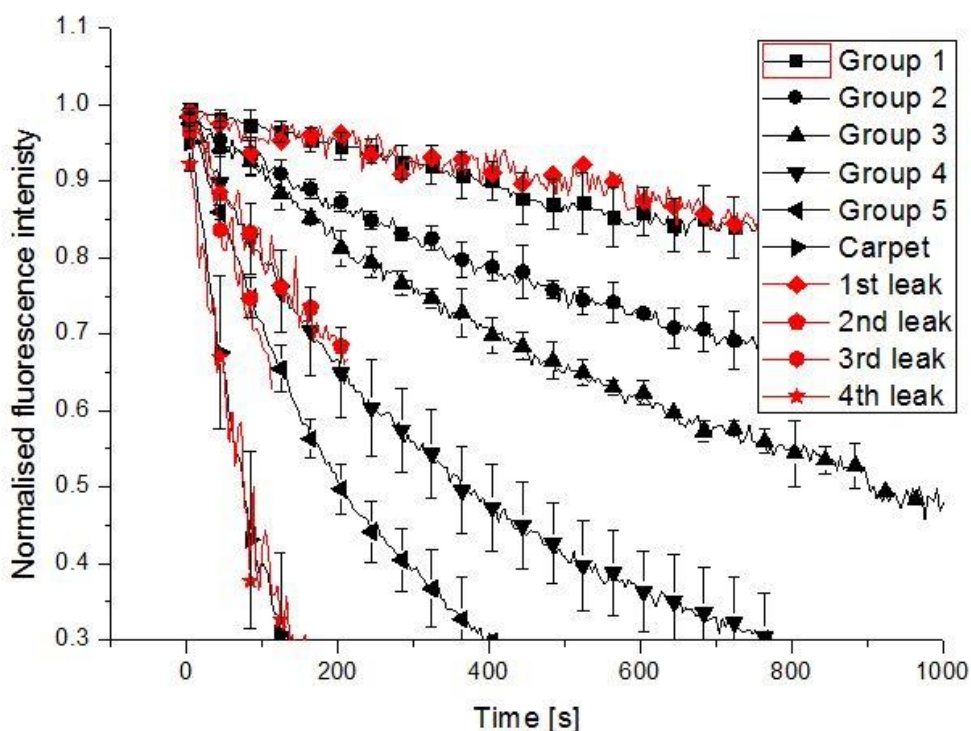 1.1
1.0
0.9
0.8
0.7
0.6
0.5
0.4
0.3
Normalised fluorescence intenisty
0
200
400
600
800
1000
Time [s]
Group 1
Group 2
Group 3
Group 4
Group 5
Carpet
1st leak
2nd leak
3rd leak
4th leak